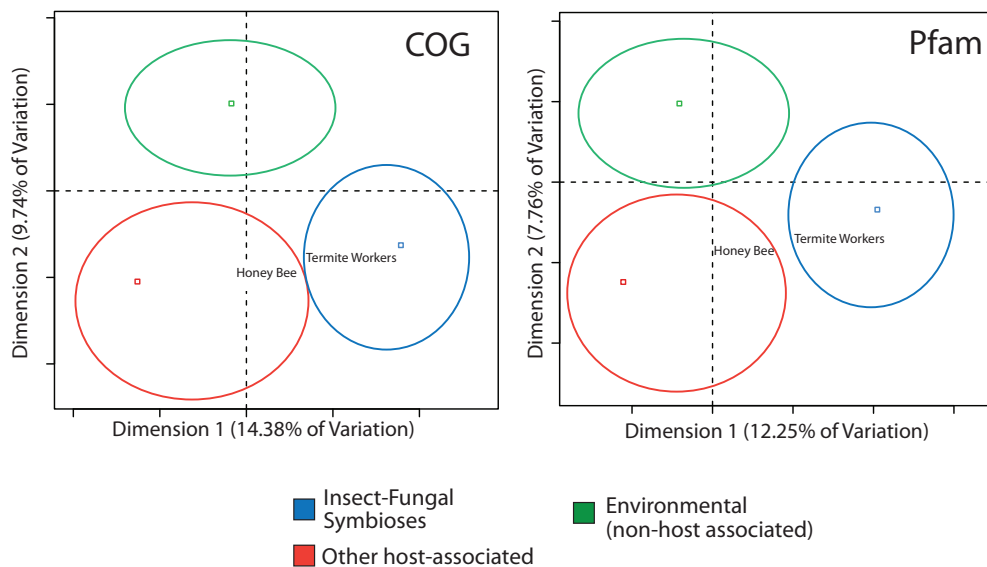 COG
Dimension 2 (9.74% of Variation)
Honey Bee
Termite Workers
Dimension 1 (14.38% of Variation)
Pfam
Dimension 2 (7.76% of Variation)
Honey Bee
Termite Workers
Dimension 1 (12.25% of Variation)
Insect-Fungal
Symbioses
Other host-associated
Environmental
(non-host associated)